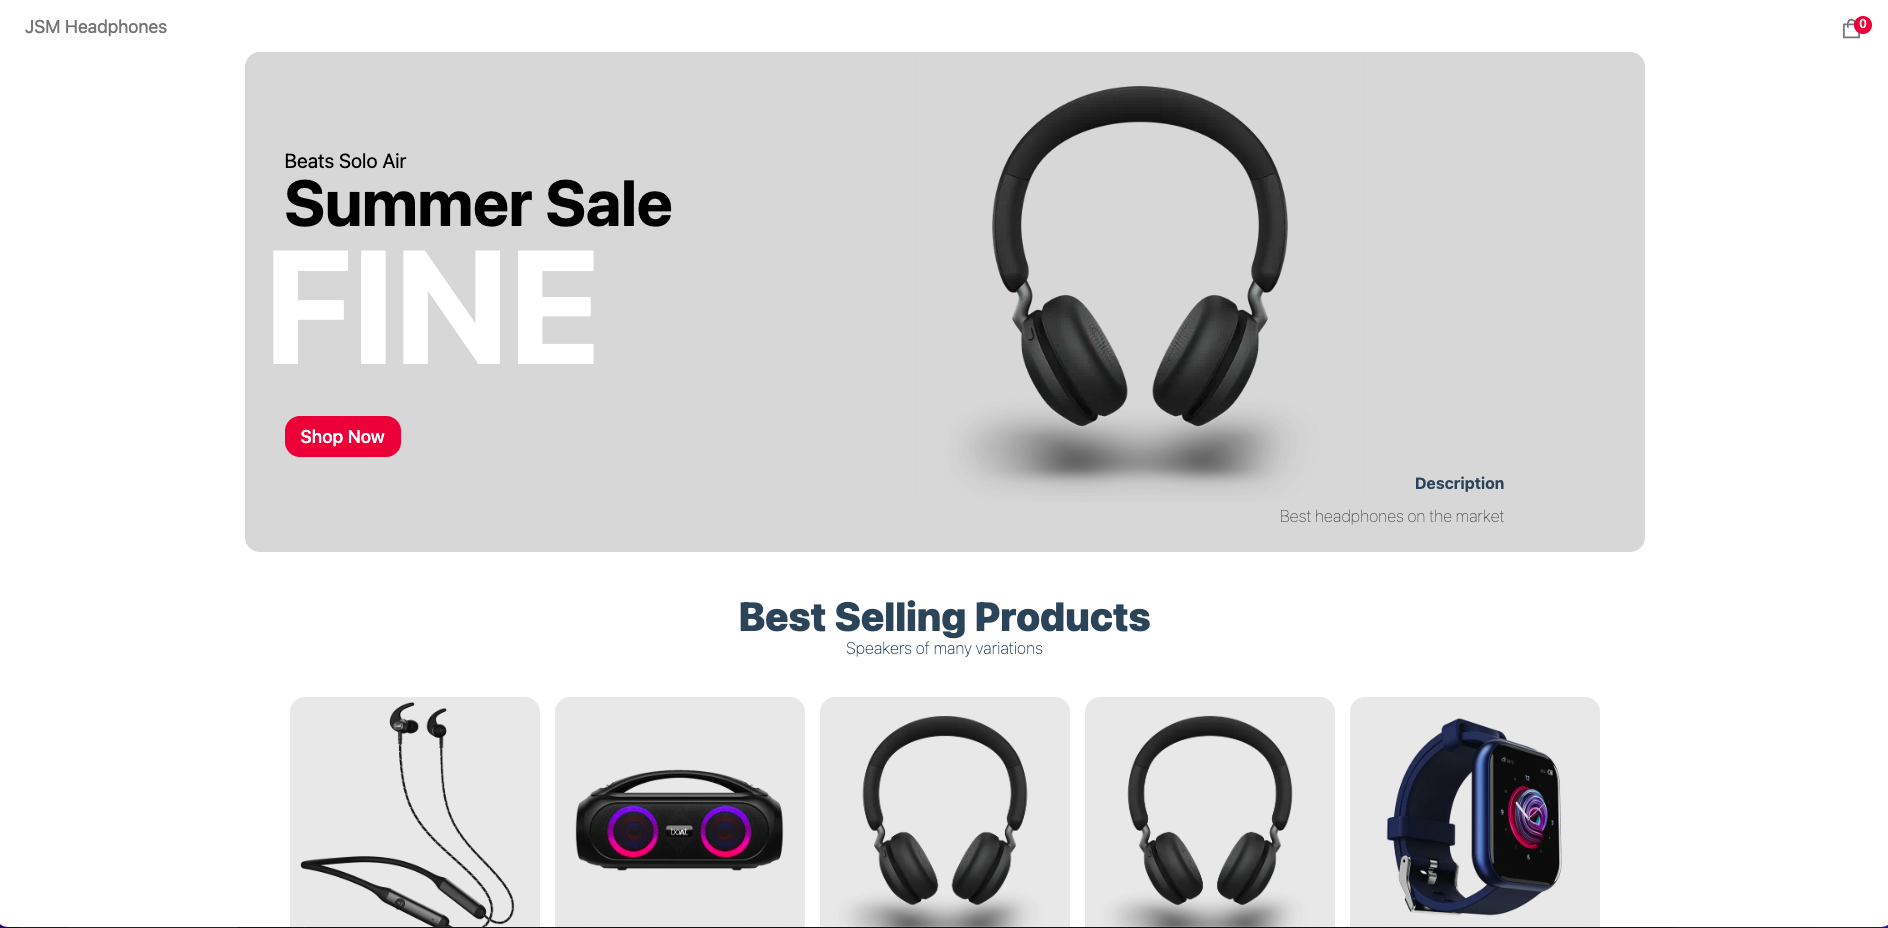 JSM Headphones
0
Beats Solo Air
Summer Sale
FINE
Shop Now
Description
Best headphones on the market
Best Selling Products
Speakers of many variations